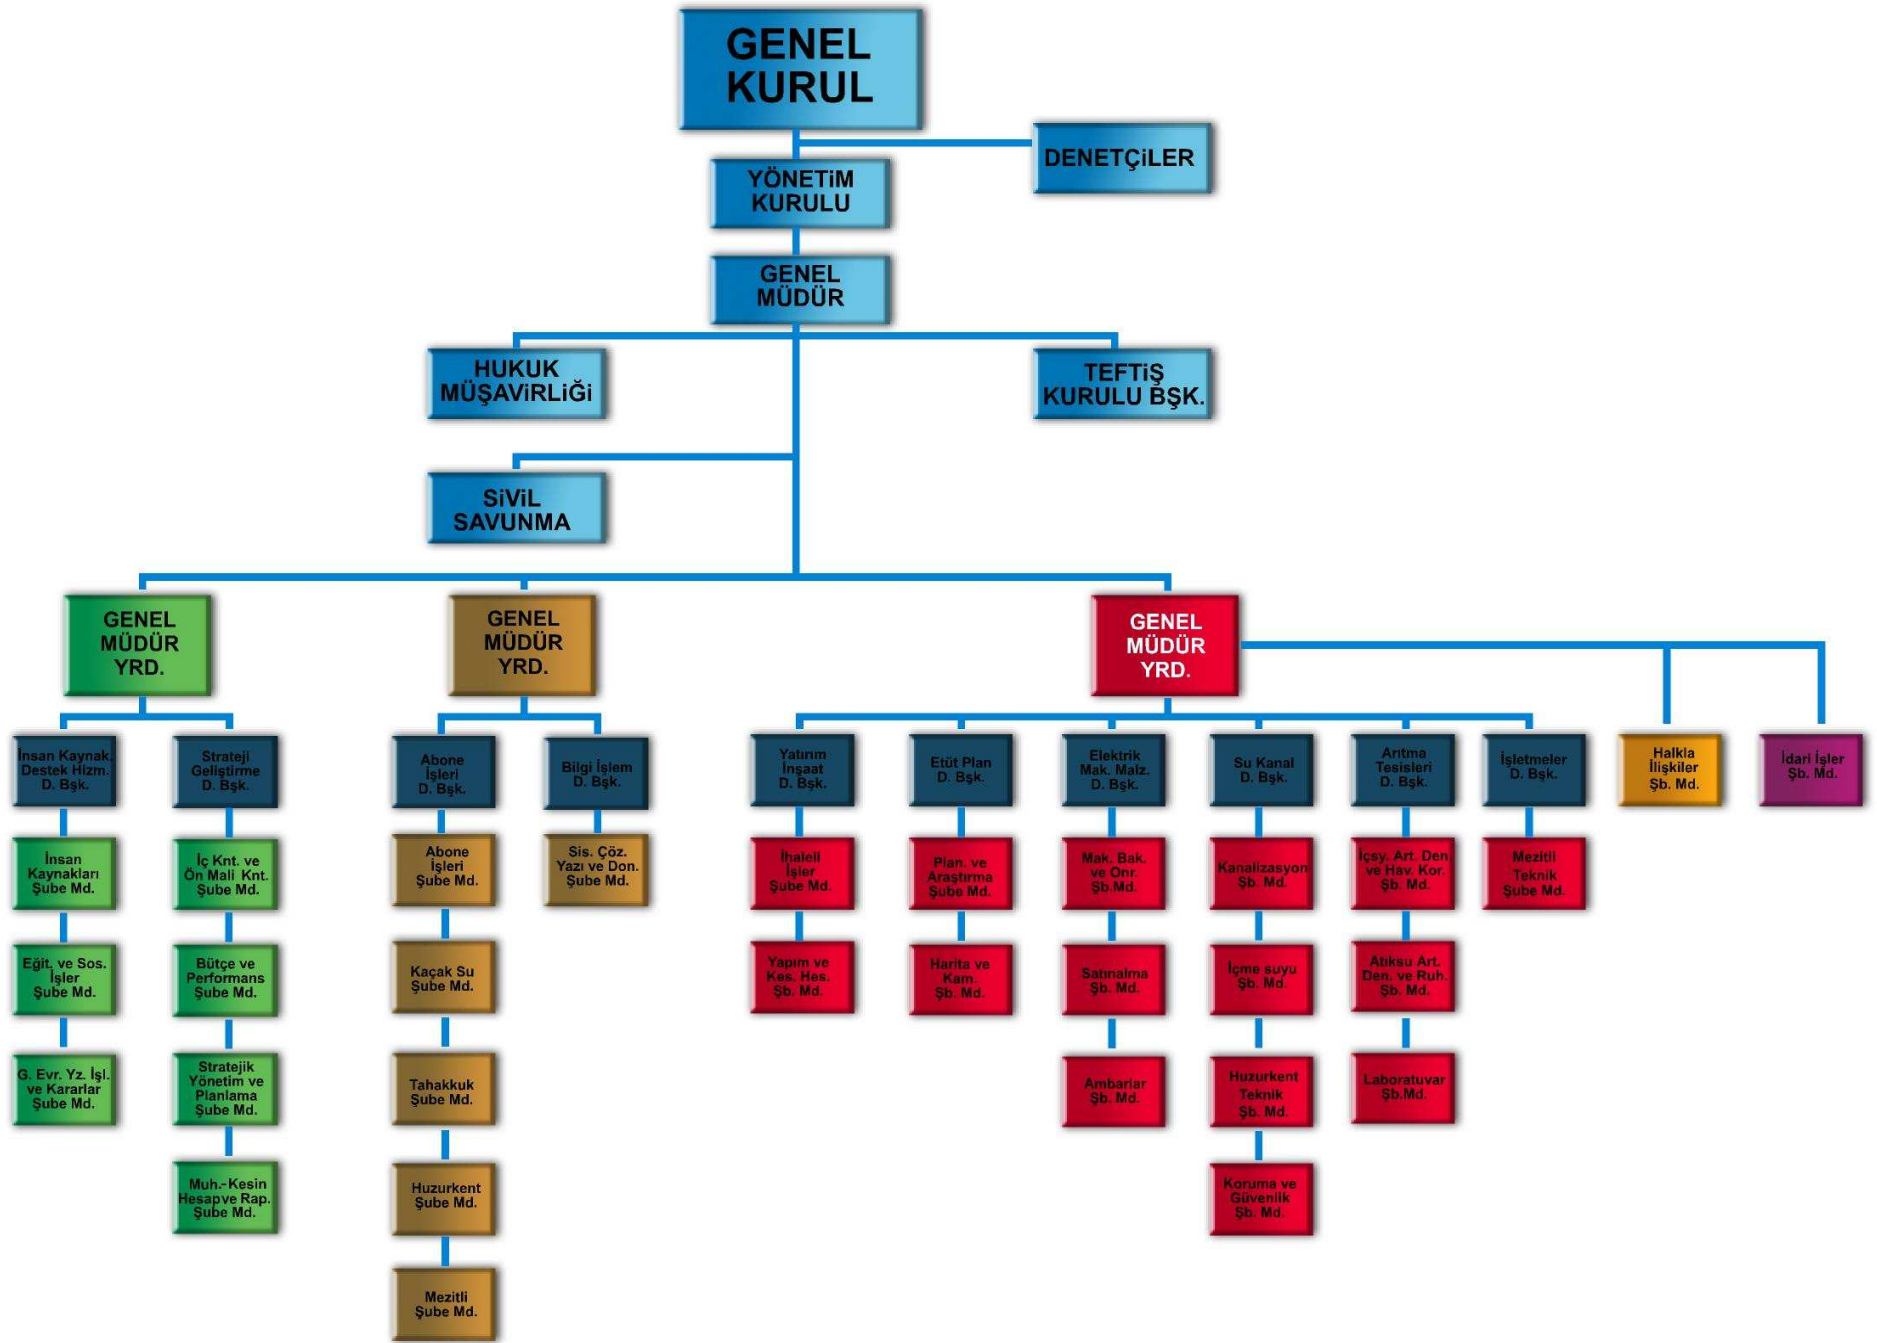 GENEL
KURUL
DENETÇiLER
YÖNETiM
KURULU
GENEL
MÜDÜR
HUKUK
MÜŞAViRLiĞi
TEFTiŞ
KURULU BŞK.
SiViL
SAVUNMA
GENEL
MÜDÜR
YRD.
GENEL
MÜDÜR
YRD.
GENEL
MÜDÜR
YRD.
İnsan Kaynak.
Destek Hizm.
D. Bşk.
Strateji
Geliştirme
D. Bşk.
Abone
İşleri
D. Bşk.
Bilgi İşlem
D. Bşk.
Yatırım
İnşaat
D. Bşk.
Etüt Plan
D. Bşk.
Elektrik
Mak. Malz.
D. Bşk.
Su Kanal
D. Bşk.
Arıtma
Tesisleri
D. Bşk.
İşletmeler
D. Bşk.
Halkla
İlişkiler
Şb. Md.
İdari İşler
Şb. Md.
İnsan
Kaynakları
Şube Md.
İç Knt. ve
Ön Mali Knt.
Şube Md.
Abone
İşleri
Şube Md.
Sis. Çöz.
Yazı ve Don.
Şube Md.
İhaleli
İşler
Şube Md.
Plan. ve
Araştırma
Şube Md.
Mak. Bak.
ve Onr.
Şb.Md.
Kanalizasyon
Şb. Md.
İçsy. Art. Den.
ve Hav. Kor.
Şb. Md.
Mezitli
Teknik
Şube Md.
Eğit. ve Sos.
İşler
Şube Md.
Bütçe ve
Performans
Şube Md.
Kaçak Su
Şube Md.
Yapım ve
Kes. Hes.
Şb. Md.
Harita ve
Kam.
Şb. Md.
Satınalma
Şb. Md.
İçme suyu
Şb. Md.
Atıksu Art.
Den. ve Ruh.
Şb. Md.
G. Evr. Yz. İşl.
ve Kararlar
Şube Md.
Stratejik
Yönetim ve
Planlama
Şube Md.
Tahakkuk
Şube Md.
Ambarlar
Şb. Md.
Huzurkent
Teknik
Şb. Md.
Laboratuvar
Şb.Md.
Muh.-Kesin
Hesapve Rap.
Şube Md.
Huzurkent
Şube Md.
Koruma ve
Güvenlik
Şb. Md.
Mezitli
Şube Md.